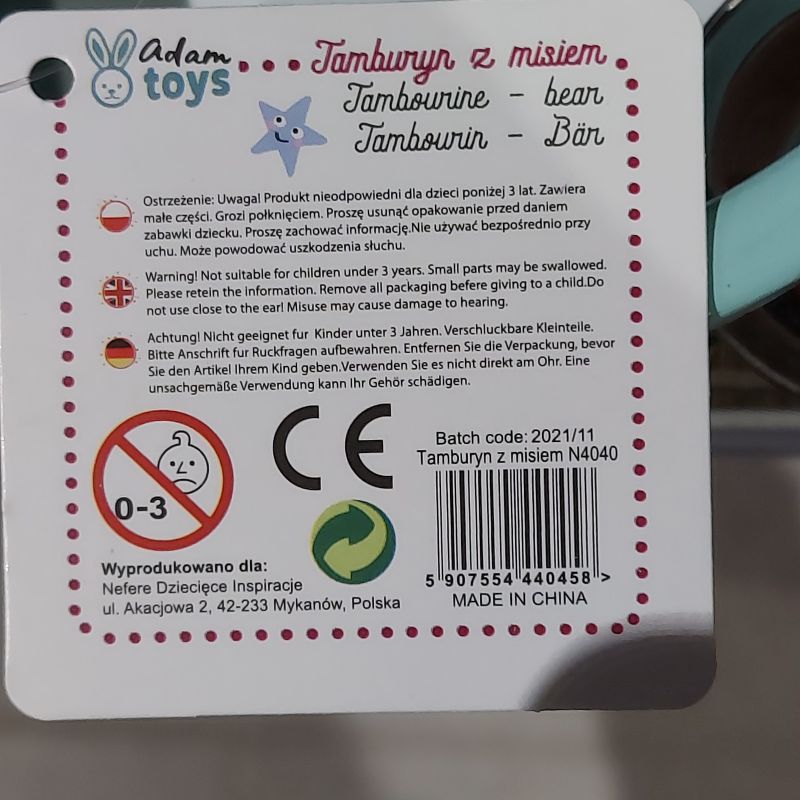 Adam
toys
Tamburyn z misiem
Tambourine - bear
Tambourin - Bär
Ostrzeżenie: Uwaga! Produkt nieodpowiedni dla dzieci poniżej 3 lat. Zawiera
małe części. Grozi połknięciem. Proszę usunąć opakowanie przed daniem
zabawki dziecku. Proszę zachować informację.Nie używać bezpośrednio przy
uchu. Może powodować uszkodzenia słuchu.
Warning! Not suitable for children under 3 years. Small parts may be swallowed.
Please retein the information. Remove all packaging befere giving to a child.Do
not use close to the ear! Misuse may cause damage to hearing.
Achtung! Nicht geeignet fur Kinder unter 3 Jahren. Verschluckbare Kleinteile.
Bitte Anschrift fur Ruckfragen aufbewahren. Entfernen Sie die Verpackung, bevor
Sie den Artikel Ihrem Kind geben.Verwenden Sie es nicht direkt am Ohr. Eine
unsachgemäße Verwendung kann Ihr Gehör schädigen.
0-3
CE
Batch code: 2021/11
Tamburyn z misiem N4040
5 907554 440458 >
MADE IN CHINA
Wyprodukowano dla:
Nefere Dziecięce Inspiracje
ul. Akacjowa 2, 42-233 Mykanów, Polska